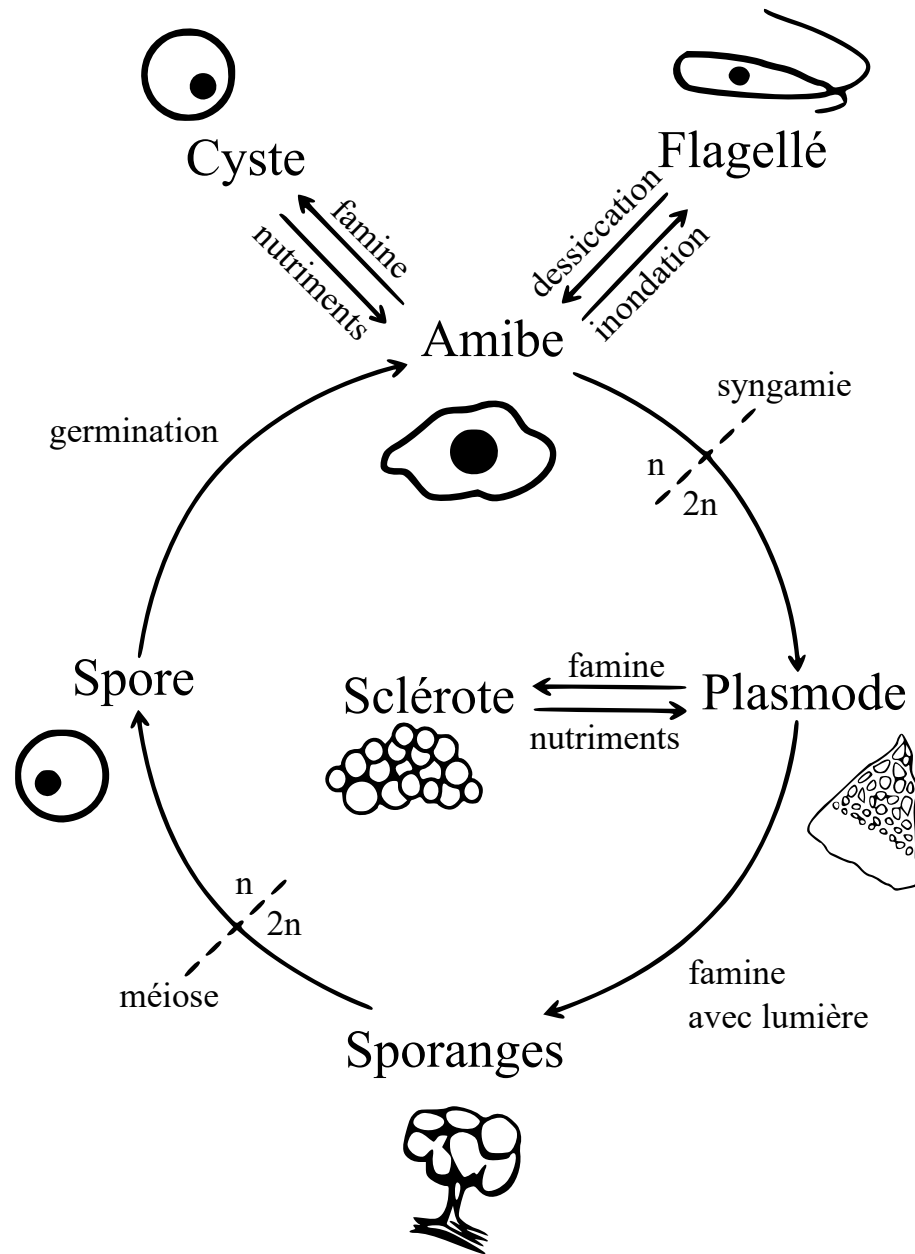 Cyste
Flagellé
famine
nutriments
dessiccation
inondation
Amibe
syngamie
germination
n
2n
Spore
Sclérote
famine
nutriments
Plasmode
n
2n
méiose
famine
avec lumière
Sporanges